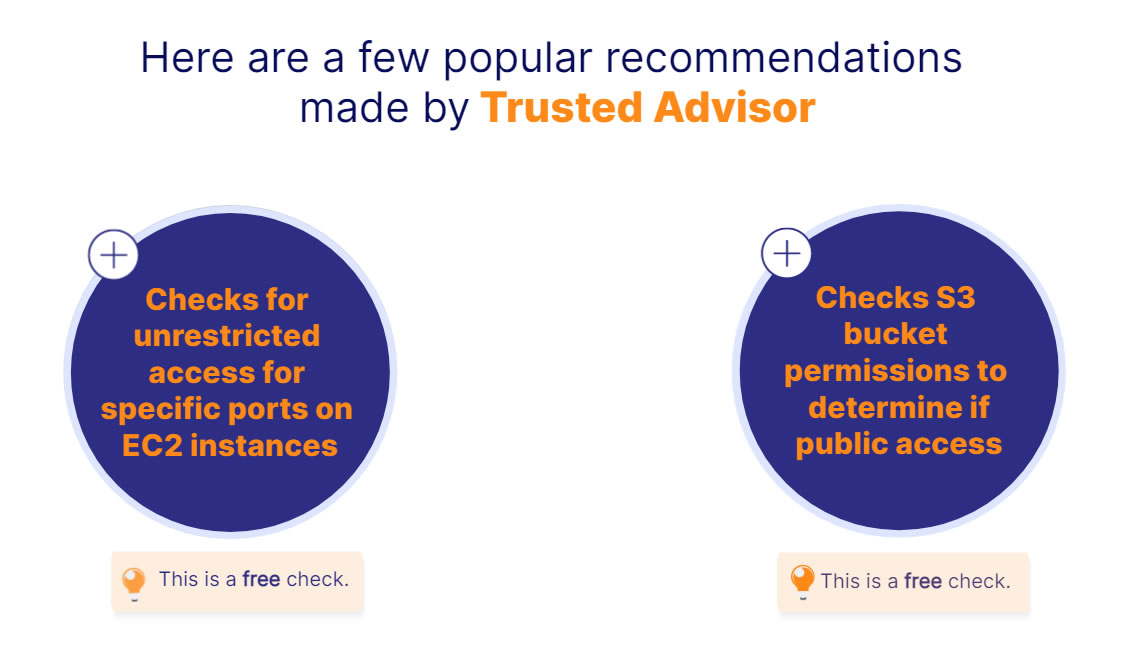 Here are a few popular recommendations
made by Trusted Advisor
Checks for
unrestricted
access for
specific ports on
EC2 instances
This is a free check.
Checks S3
bucket
permissions to
determine if
public access
This is a free check.